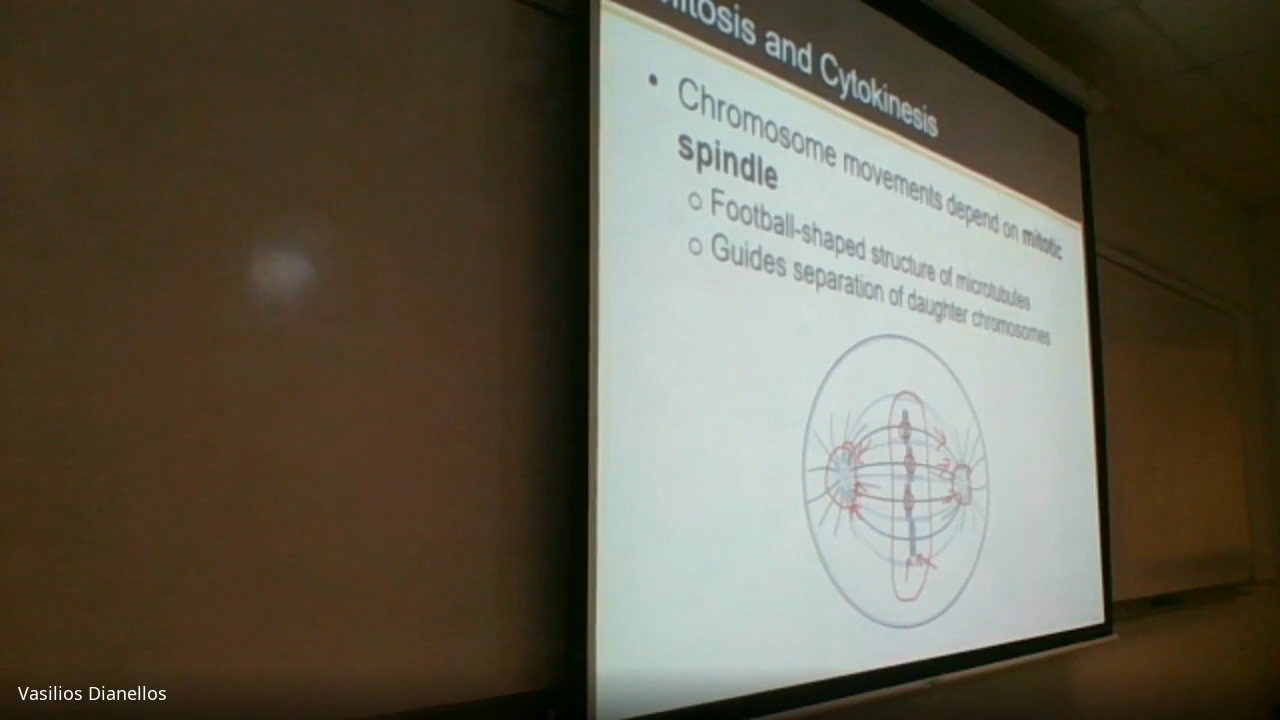 Mitosis and Cytokinesis
• Chromosome movements depend on mitotic
spindle
○ Football-shaped structure of microtubules
○ Guides separation of daughter chromosomes
Vasilios Dianellos